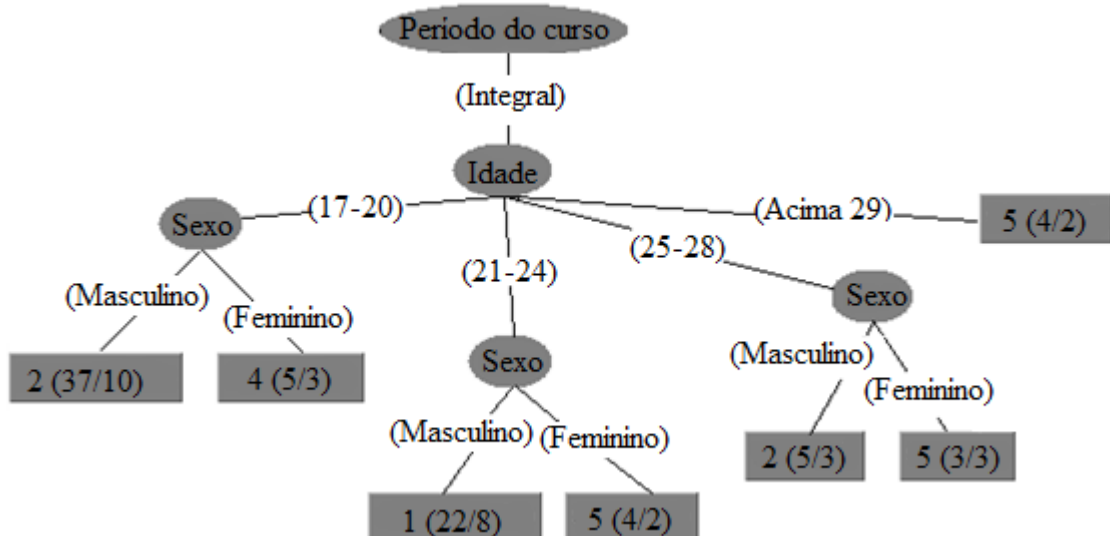 Período do curso
(Integral)
Idade
(17-20)
(21-24)
(25-28)
(Acima 29)
5 (4/2)
Sexo
(Masculino)
(Feminino)
2 (37/10)
4 (5/3)
Sexo
(Masculino)
(Feminino)
1 (22/8)
5 (4/2)
Sexo
(Masculino)
(Feminino)
2 (5/3)
5 (3/3)